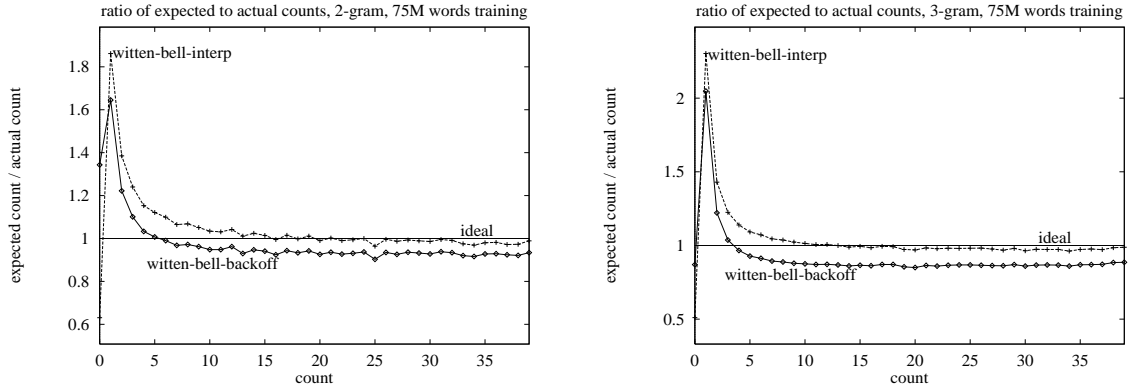 ratio of expected to actual counts, 2-gram, 75M words training
expected count / actual count
1.8
1.6
1.4
1.2
1
0.8
0.6
witten-bell-interp
ideal
witten-bell-backoff
0 5 10 15 20 25 30 35
count
ratio of expected to actual counts, 3-gram, 75M words training
expected count / actual count
2
1.5
1
0.5
witten-bell-interp
ideal
witten-bell-backoff
0 5 10 15 20 25 30 35
count